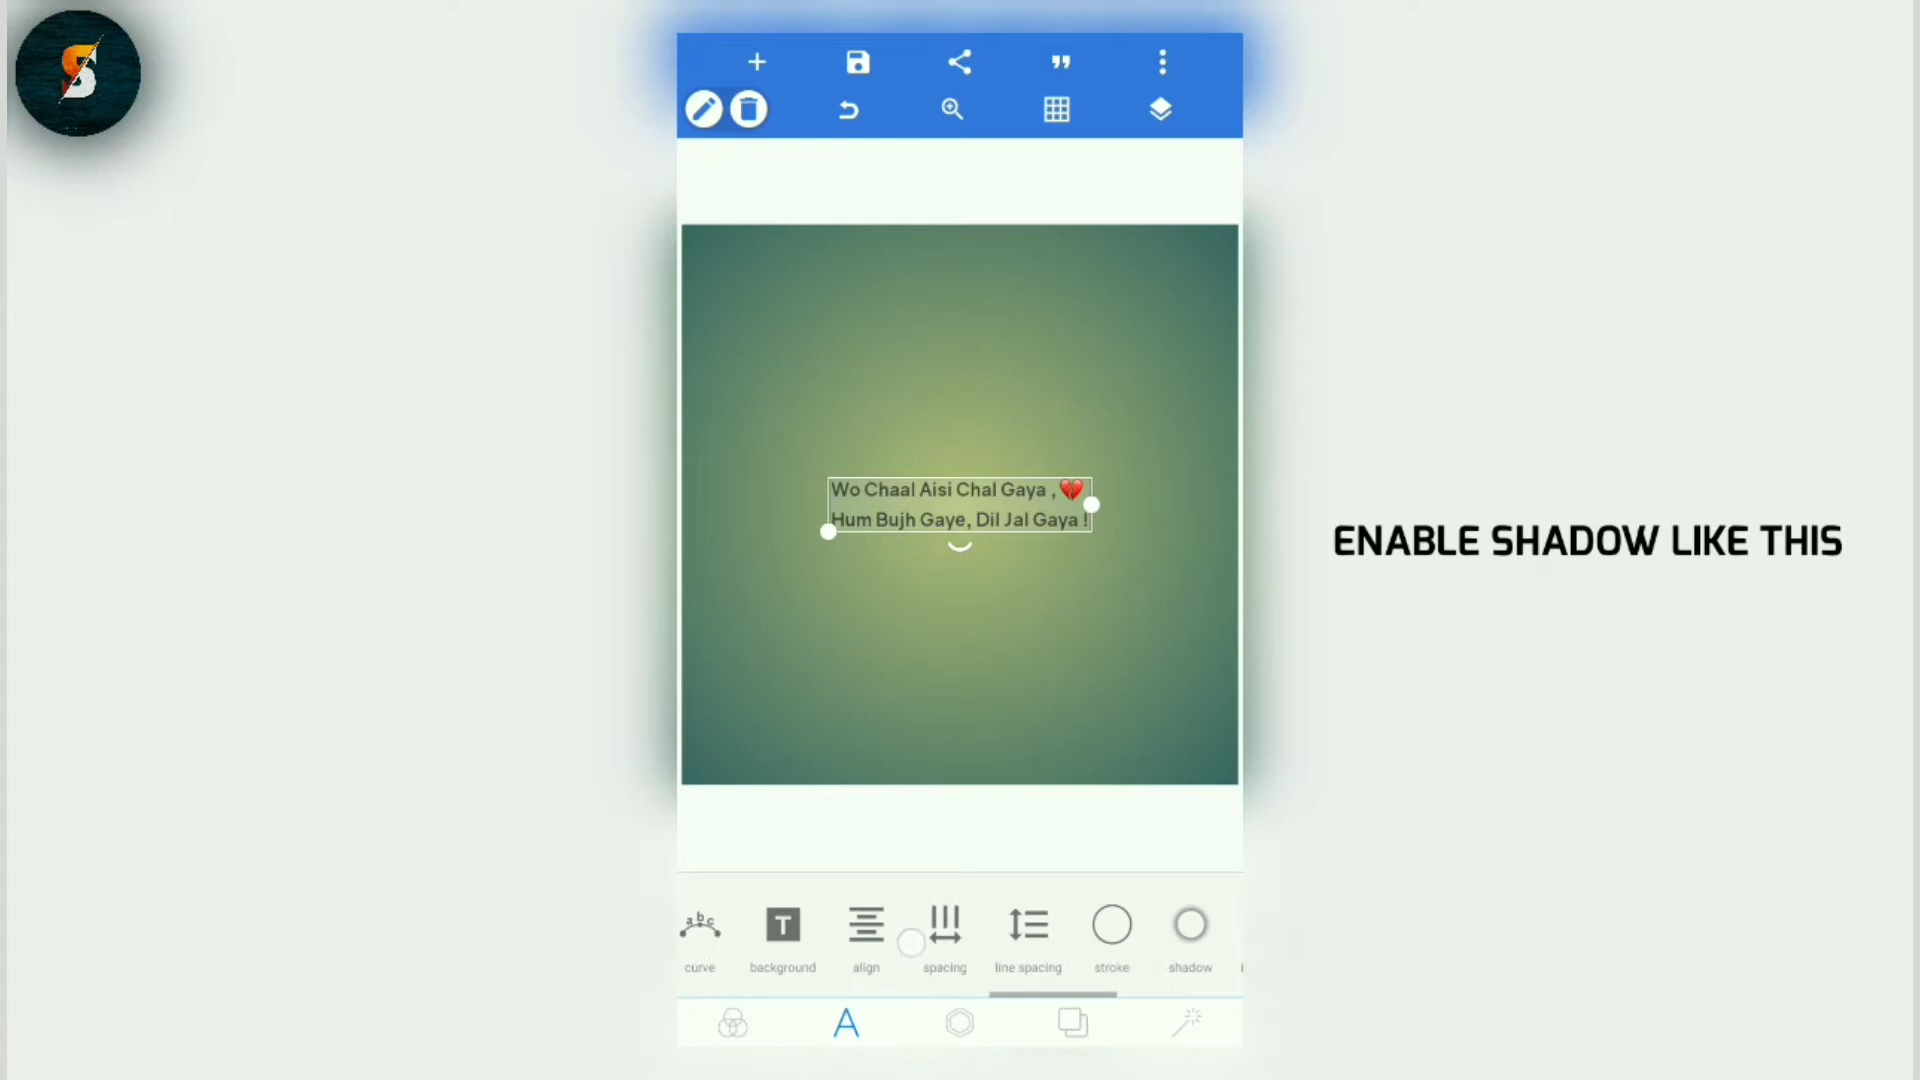 S
Wo Chaal Aisi Chal Gaya , 💔
Hum Bujh Gaye, Dil Jal Gaya !
ENABLE SHADOW LIKE THIS
abc
T
curve
background
align
spacing
line spacing
stroke
shadow
A